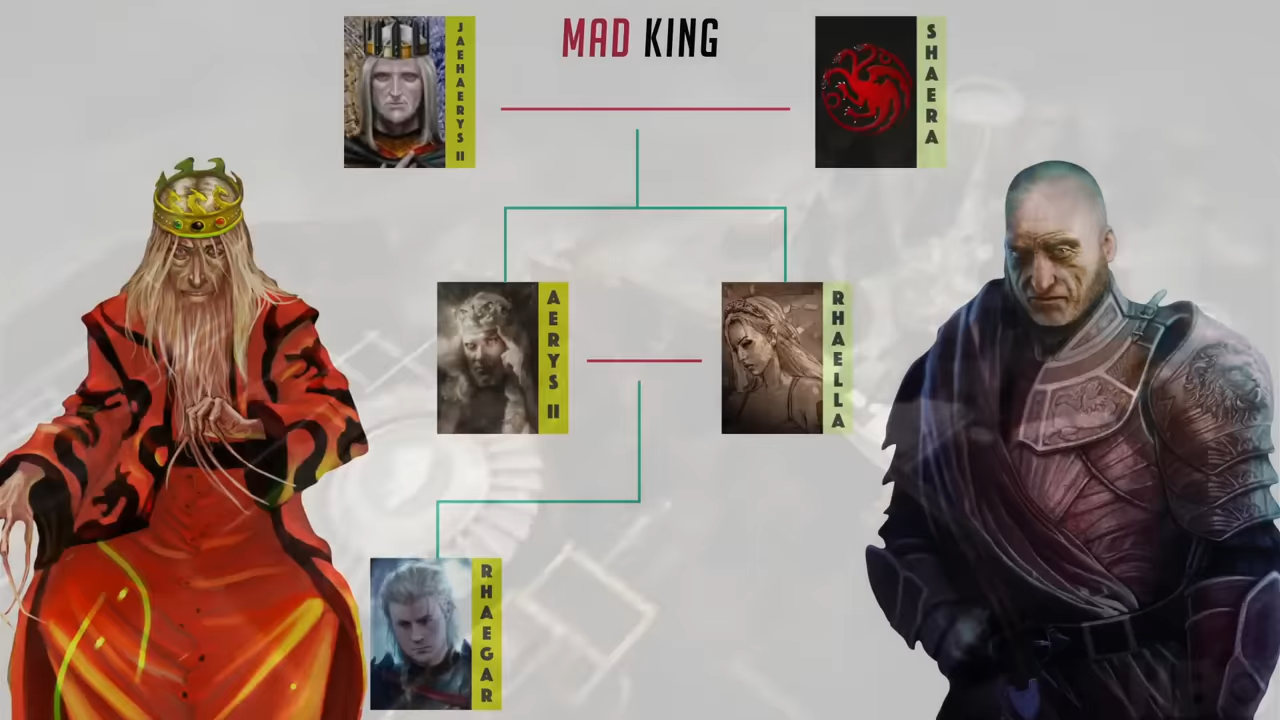 MAD KING
JAEHAERYS II
SHAERA
AERYS II
RHAELLA
RHAEGAR